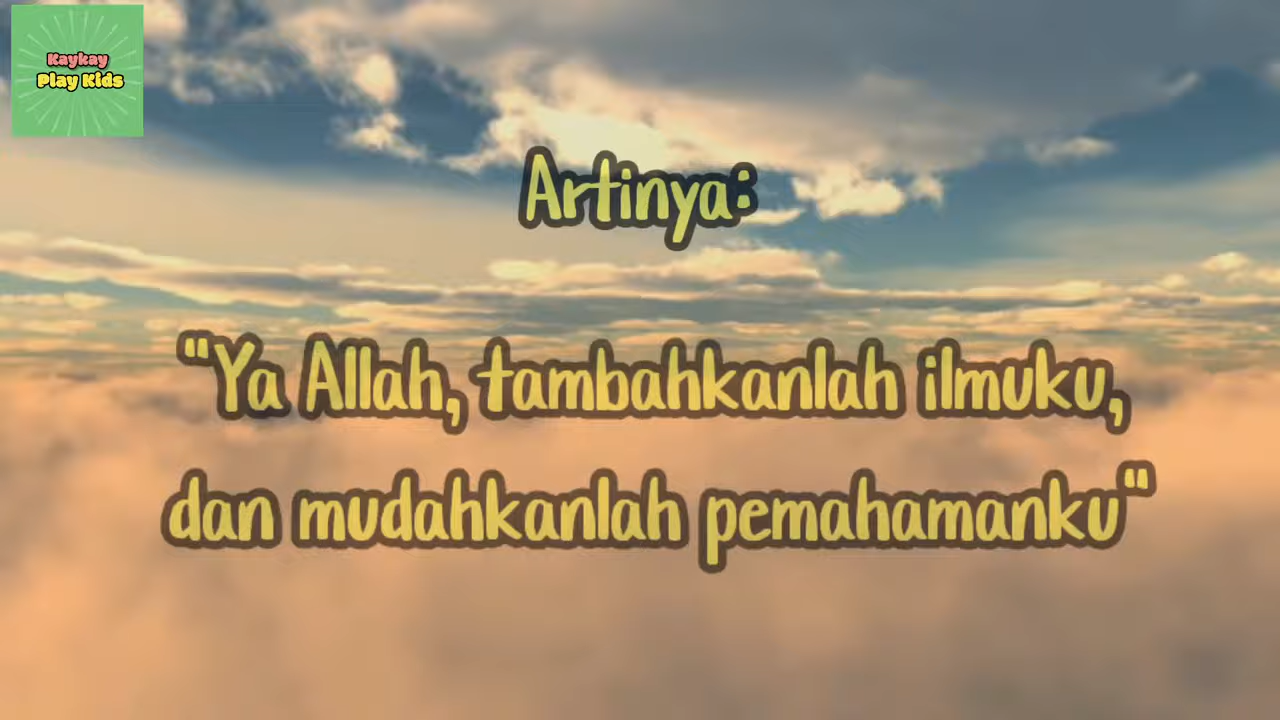 Kaykay
Play Kids
Artinya:
"Ya Allah, tambahkanlah ilmuku,
dan mudahkanlah pemahamanku"